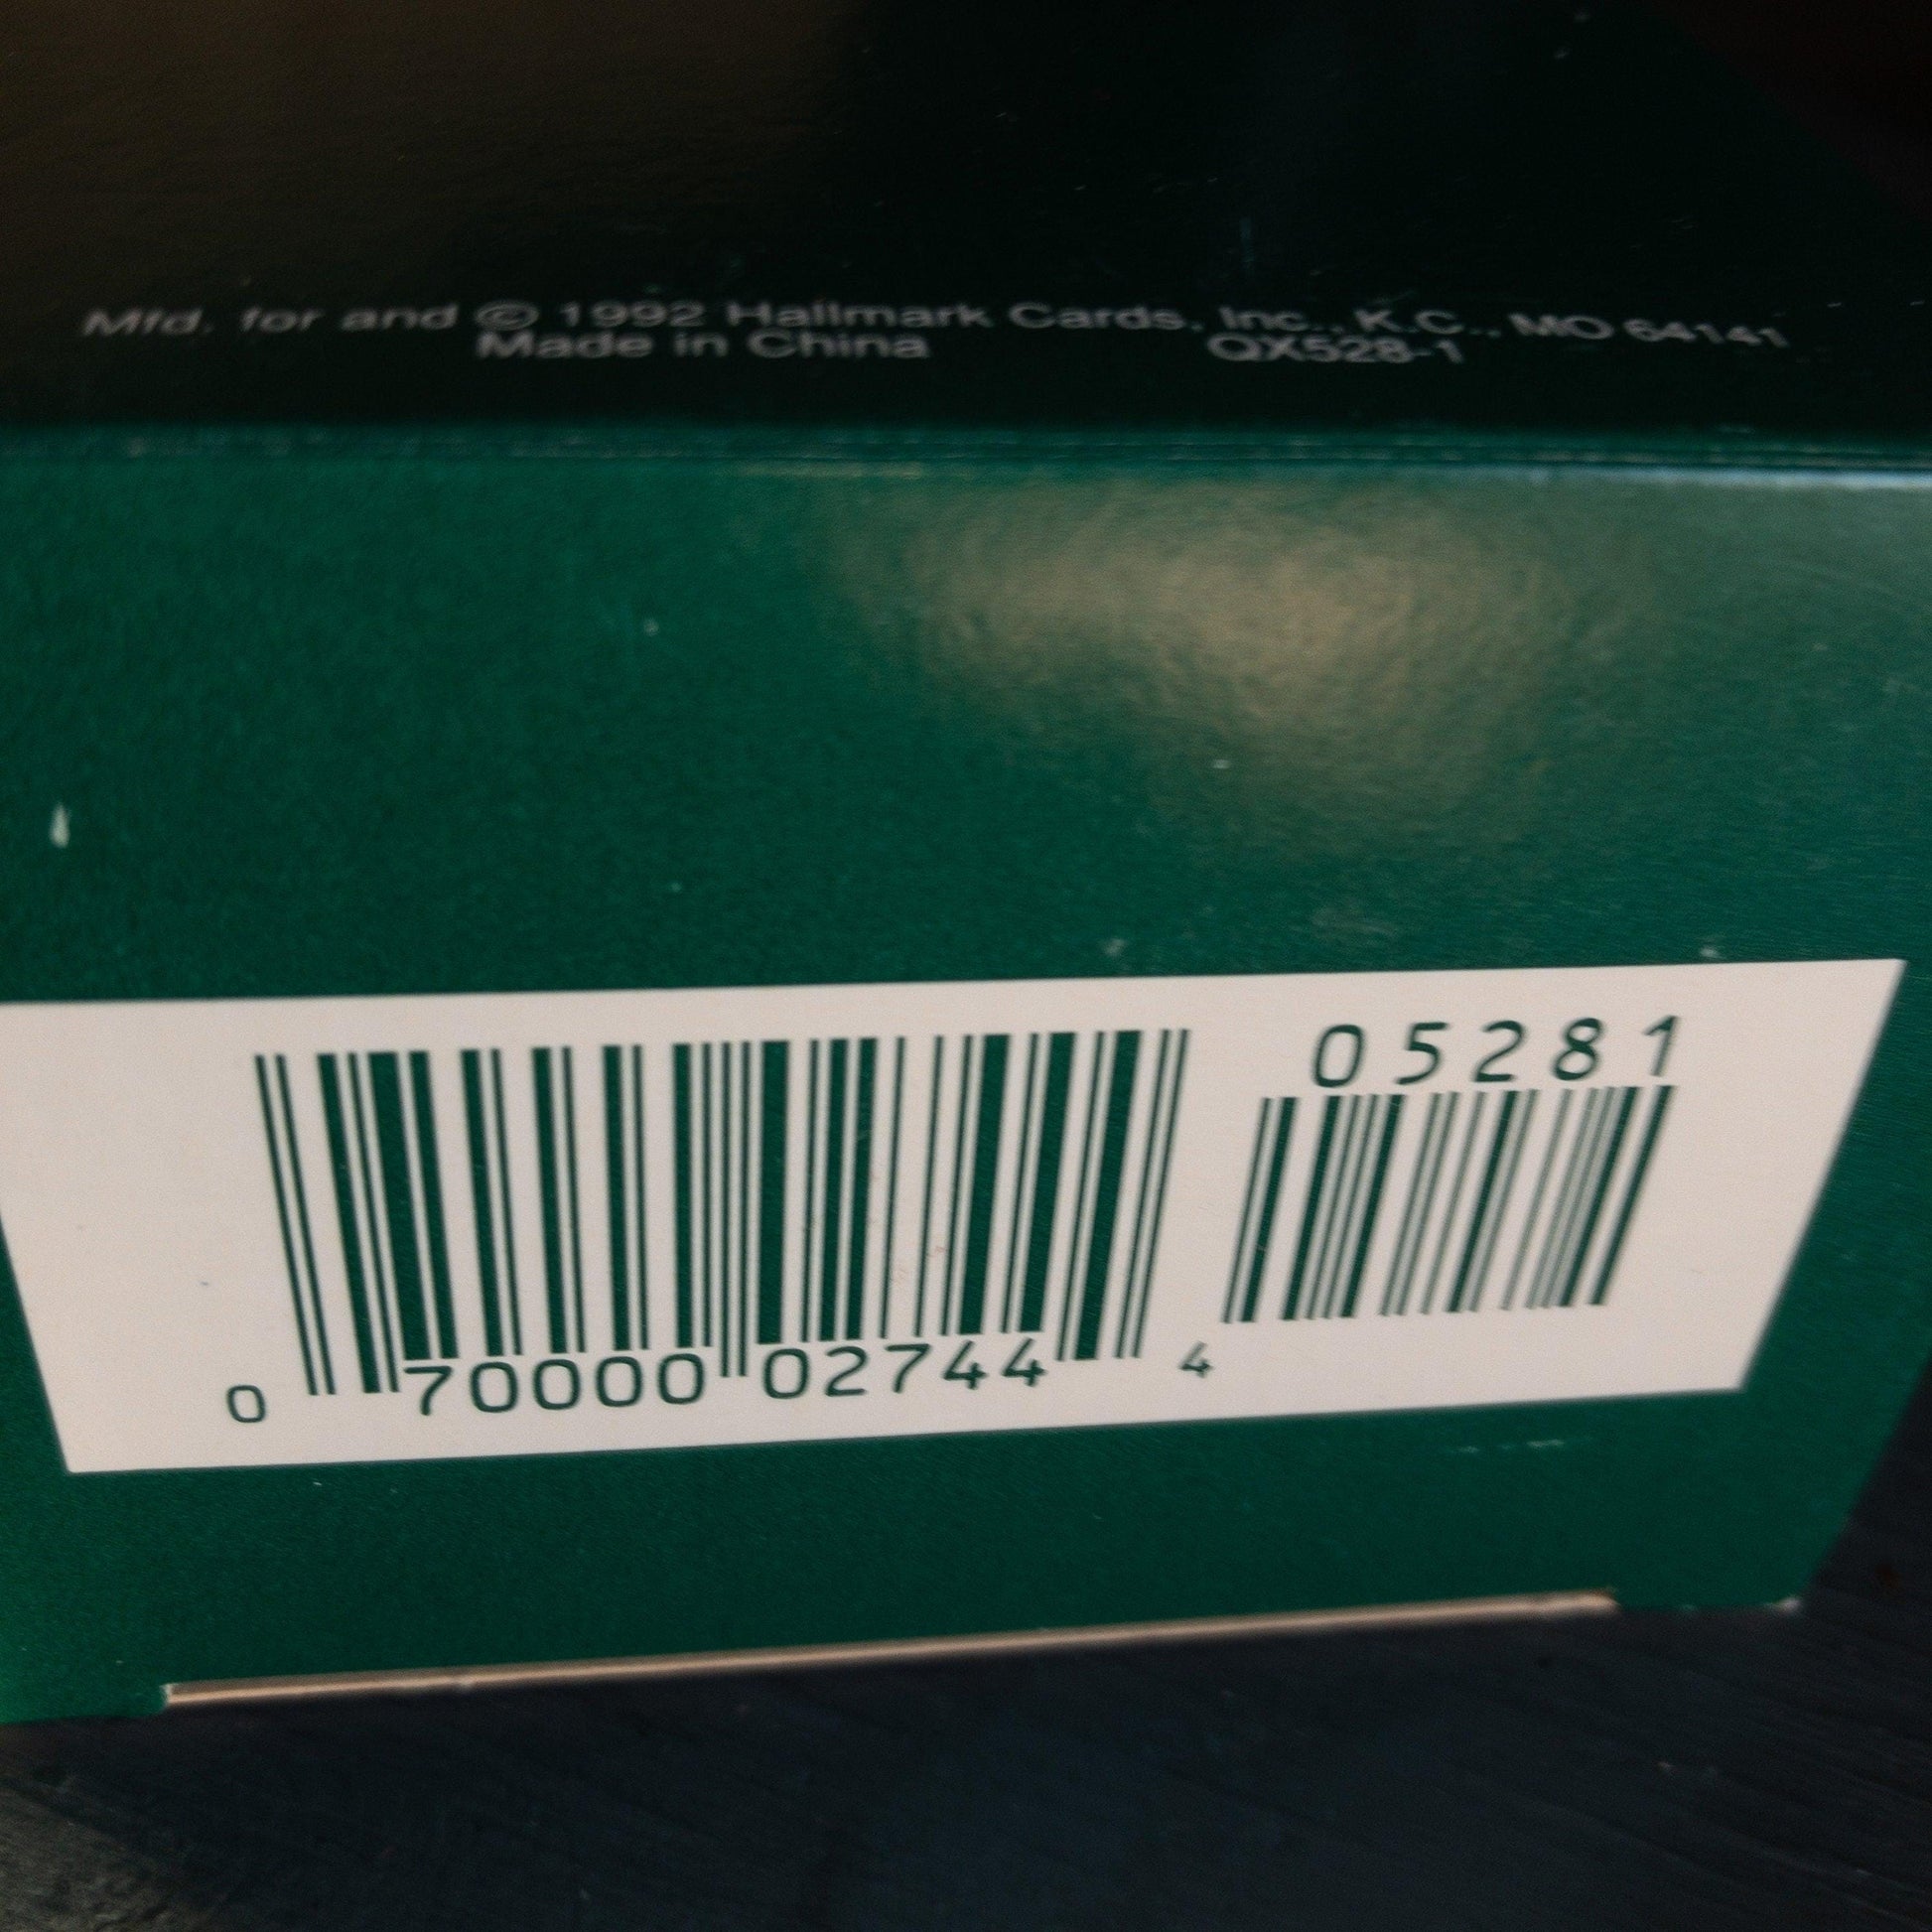 Mfd. for and © 1992 Hallmark Cards, Inc., K.C., MO 64141
Made in China QX528-1
05281
0 70000 02744 4